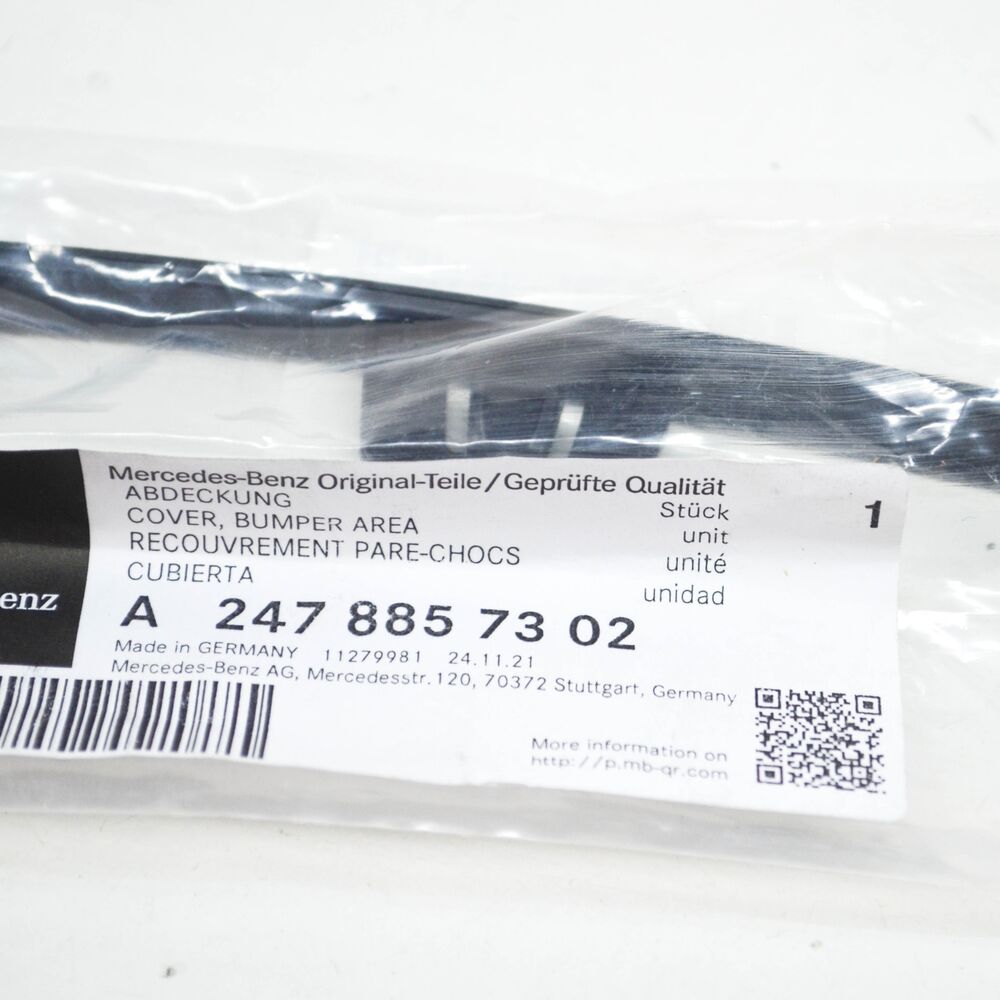 Mercedes-Benz Original-Teile/Geprüfte Qualität
ABDECKUNG
COVER, BUMPER AREA
RECOUVREMENT PARE-CHOCS
CUBIERTA
Stück
unit
unité
unidad
1
enz
A 247 885 73 02
Made in GERMANY 11279981 24.11.21
Mercedes-Benz AG, Mercedesstr. 120, 70372 Stuttgart, Germany
More information on
http://p.mb-qr.com